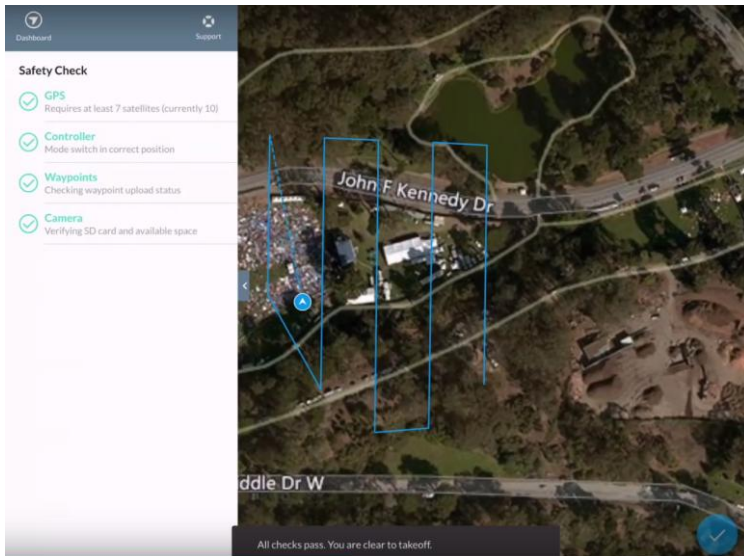 Dashboard
Support
Safety Check
GPS
Requires at least 7 satellites (currently 10)
Controller
Mode switch in correct position
Waypoints
Checking waypoint upload status
Camera
Verifying SD card and available space
John F Kennedy Dr
ddle Dr W
All checks pass. You are clear to takeoff.